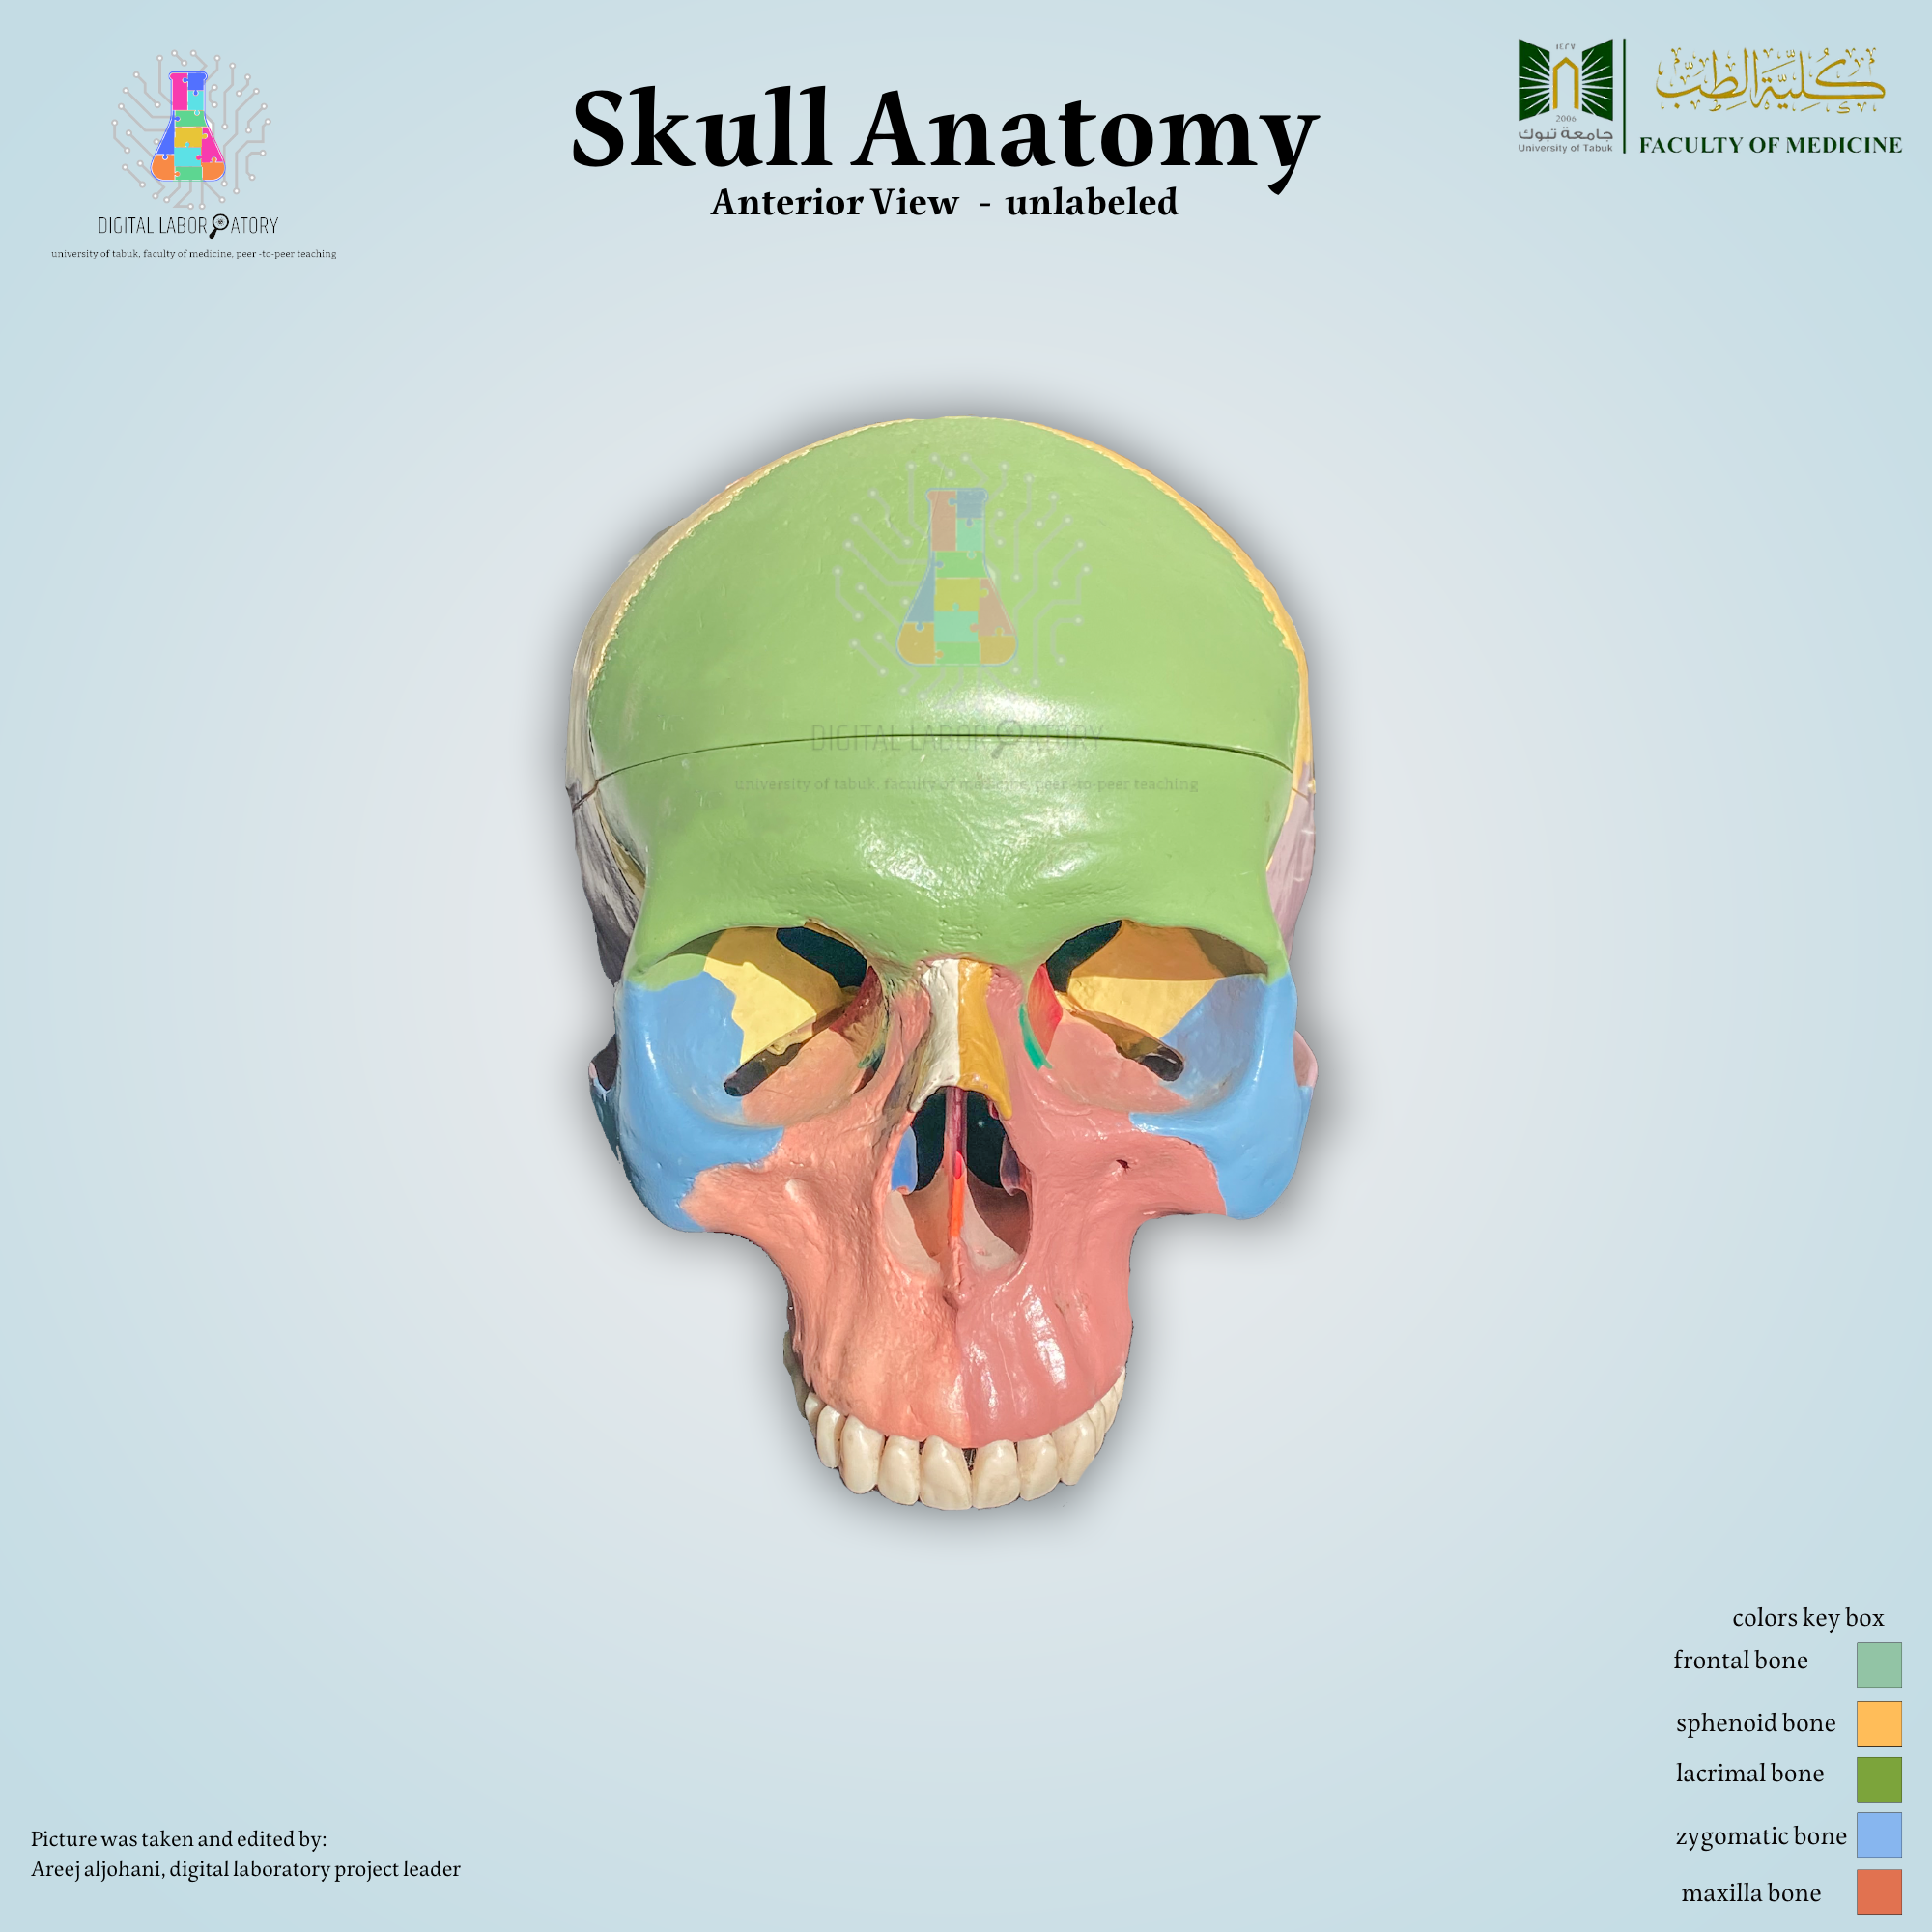 Skull Anatomy
Anterior View - unlabeled
DIGITAL LABORATORY
university of tabuk, faculty of medicine, peer -to-peer teaching
١٤٢٧
2006
جامعة تبوك
University of Tabuk
كلية الطب
FACULTY OF MEDICINE
DIGITAL LABORATORY
university of tabuk, faculty of medicine, peer -to-peer teaching
colors key box
frontal bone
sphenoid bone
lacrimal bone
zygomatic bone
maxilla bone
Picture was taken and edited by:
Areej aljohani, digital laboratory project leader